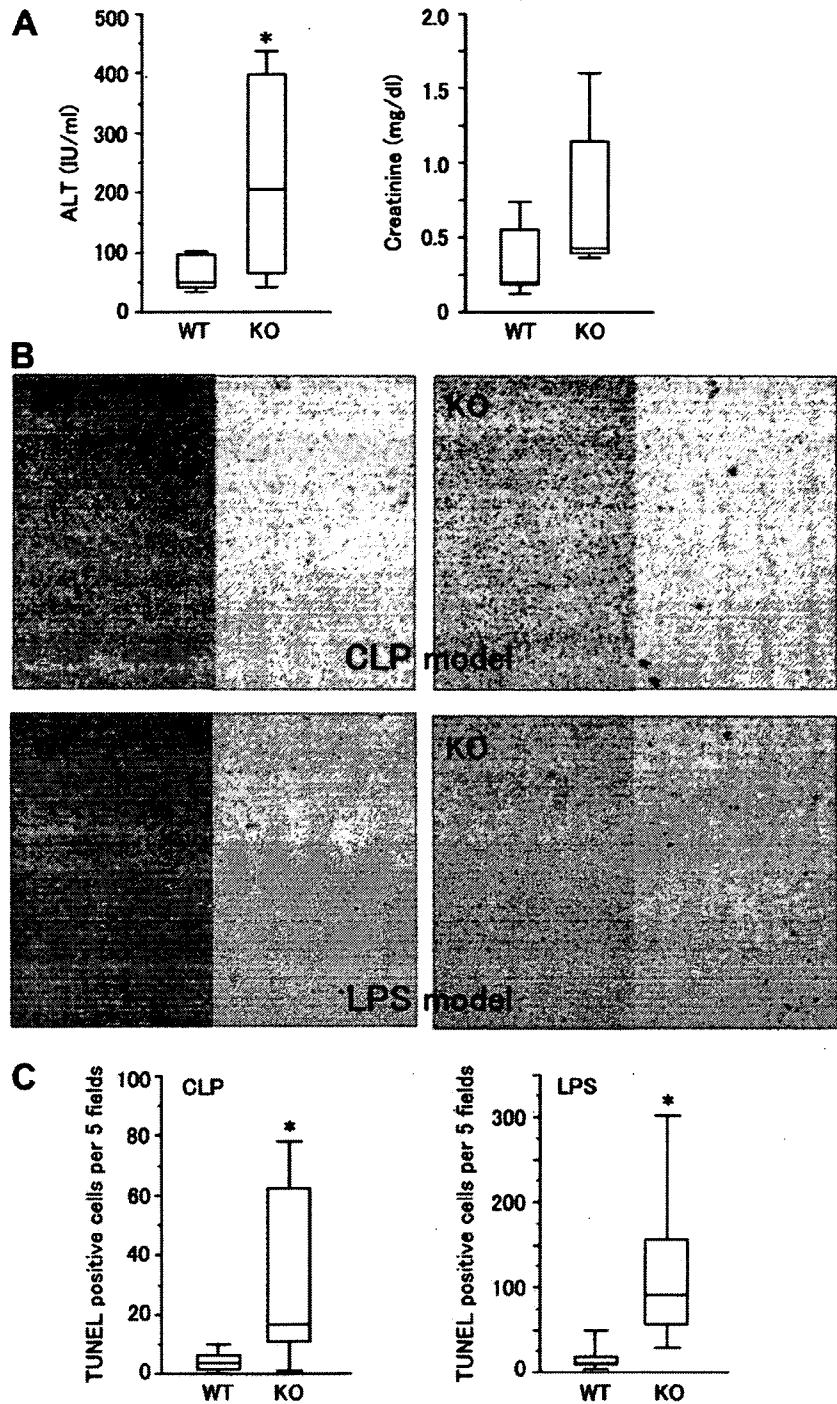 A
ALT (IU/ml)
500
400
300
200
100
0
*
WT KO
Creatinine (mg/dl)
2.0
1.5
1.0
0.5
0
WT KO
B
KO
CLP model
KO
LPS model
C
TUNEL positive cells per 5 fields
100
80
60
40
20
0
CLP
*
WT KO
TUNEL positive cells per 5 fields
300
200
100
0
LPS
*
WT KO